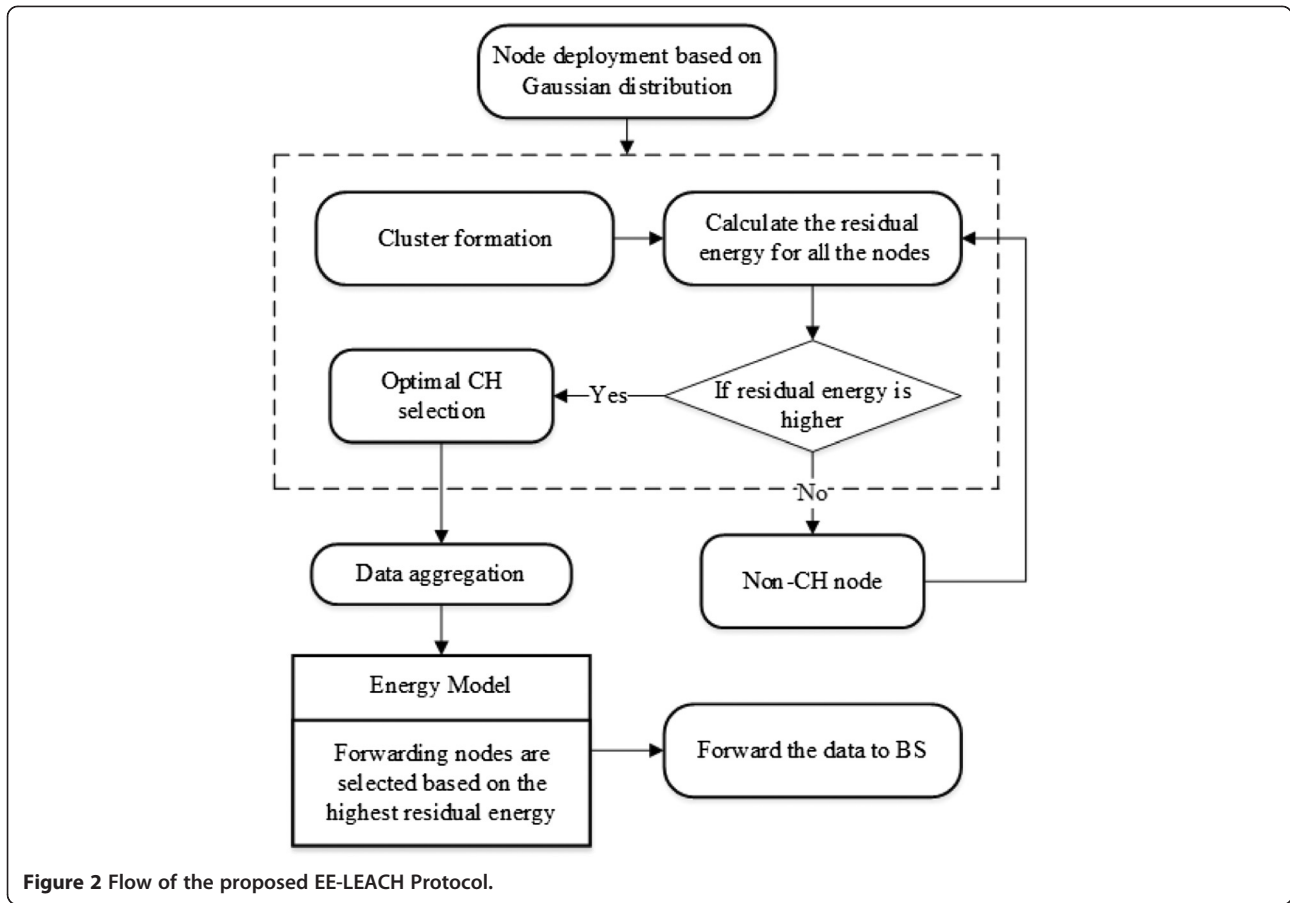 Node deployment based on
Gaussian distribution
Cluster formation
Calculate the residual
energy for all the nodes
Optimal CH
selection
Yes
If residual energy is
higher
No
Data aggregation
Non-CH node
Energy Model
Forwarding nodes are
selected based on the
highest residual energy
Forward the data to BS
Figure 2 Flow of the proposed EE-LEACH Protocol.